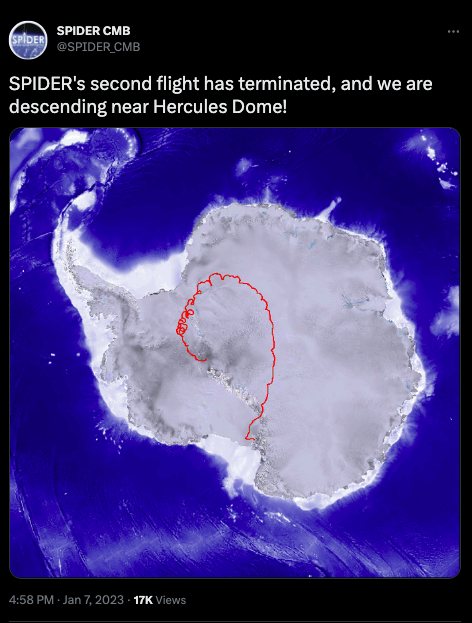 SPIDER
SPIDER CMB
@SPIDER_CMB
SPIDER's second flight has terminated, and we are
descending near Hercules Dome!
4:58 PM · Jan 7, 2023 · 17K Views